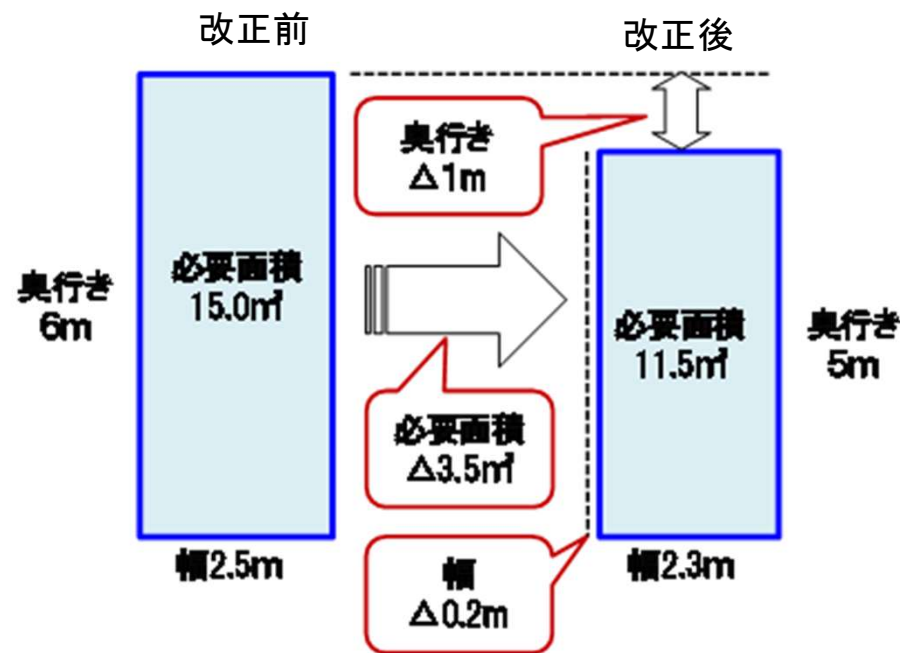 改正前
改正後
奥行き
△1m
必要面積
15.0㎡
奥行き
6m
必要面積
11.5㎡
奥行き
5m
必要面積
△3.5㎡
幅2.5m
幅
△0.2m
幅2.3m